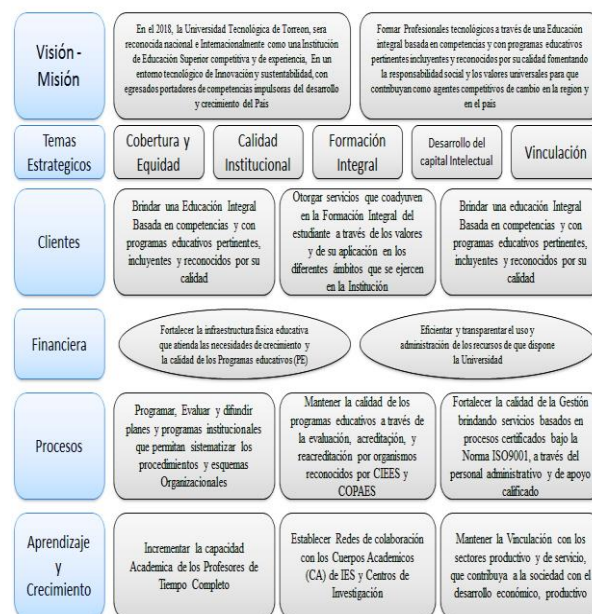 Visión -
Misión
En el 2018, la Universidad Tecnológica de Torreon, sera
reconocida nacional e Internacionalmente como una Institución
de Educación Superior competitiva y de experiencia, En un
entorno tecnológico de Innovación y sustentabilidad, con
egresados portadores de competencias impulsoras del desarrollo
y crecimiento del Pais
Formar Profesionales tecnológicos a través de una Educación
integral basada en competencias y con programas educativos
pertinentes incluyentes y reconocidos por su calidad fomentando
la responsabilidad social y los valores universales para que
contribuyan como agentes competitivos de cambio en la region y
en el pais
Temas
Estrategicos
Cobertura y
Equidad
Calidad
Institucional
Formación
Integral
Desarrollo del
capital Intelectual
Vinculación
Clientes
Brindar una Educación Integral
Basada en competencias y con
programas educativos pertinentes,
incluyentes y reconocidos por su
calidad
Otorgar servicios que coadyuven
en la Formación Integral del
estudiante a través de los valores
y de su aplicación en los
diferentes ámbitos que se ejercen
en la Institución
Brindar una educación Integral
Basada en competencias y con
programas educativos pertinentes,
incluyentes y reconocidos por su
calidad
Financiera
Fortalecer la infraestructura física educativa
que atienda las necesidades de crecimiento y
la calidad de los Programas educativos (PE)
Eficientar y transparentar el uso y
administración de los recursos de que dispone
la Universidad
Procesos
Programar, Evaluar y difundir
planes y programas institucionales
que permitan sistematizar los
procedimientos y esquemas
Organizacionales
Mantener la calidad de los
programas educativos a través de
la evaluación, acreditación, y
reacreditación por organismos
reconocidos por CIEES y
COPAES
Fortalecer la calidad de la Gestión
brindando servicios basados en
procesos certificados bajo la
Norma ISO9001, a través del
personal administrativo y de apoyo
calificado
Aprendizaje
y
Crecimiento
Incrementar la capacidad
Academica de los Profesores de
Tiempo Completo
Establecer Redes de colaboración
con los Cuerpos Academicos
(CA) de IES y Centros de
Investigación
Mantener la Vinculación con los
sectores productivo y de servicio,
que contribuya a la sociedad con el
desarrollo económico, productivo